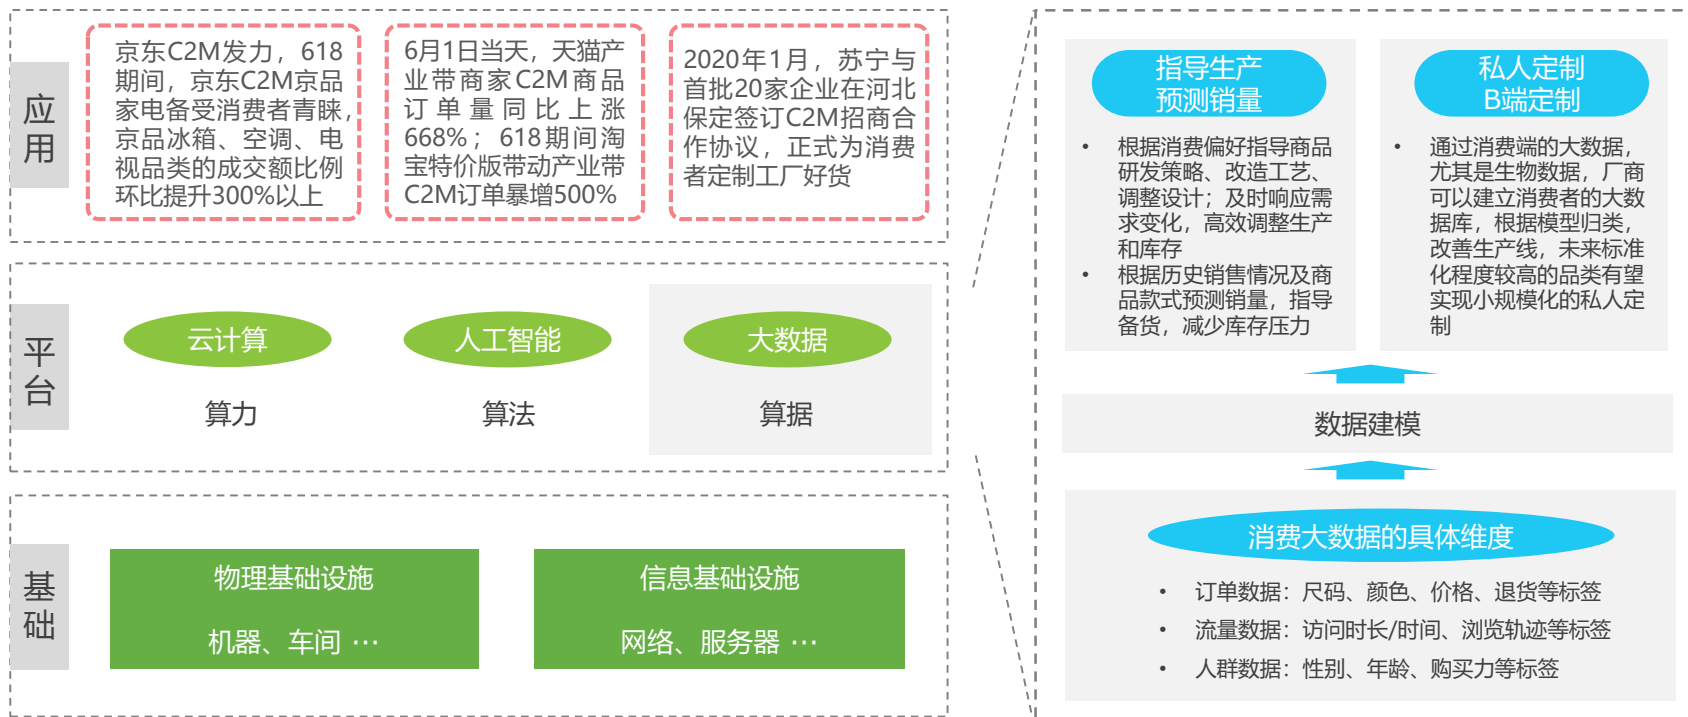 应用
京东C2M发力，618
期间，京东C2M京品
家电备受消费者青睐，
京品冰箱、空调、电
视品类的成交额比例
环比提升300%以上
6月1日当天，天猫产
业带商家C2M商品
订单量同比上涨
668%；618期间淘
宝特价版带动产业带
C2M订单暴增500%
2020年1月，苏宁与
首批20家企业在河北
保定签订C2M招商合
作协议，正式为消费
者定制工厂好货
平台
云计算
算力
人工智能
算法
大数据
算据
基础
物理基础设施
机器、车间 …
信息基础设施
网络、服务器 …
指导生产
预测销量
• 根据消费偏好指导商品
研发策略、改造工艺、
调整设计；及时响应需
求变化，高效调整生产
和库存
• 根据历史销售情况及商
品款式预测销量，指导
备货，减少库存压力
私人定制
B端定制
• 通过消费端的大数据，
尤其是生物数据，厂商
可以建立消费者的大数
据库，根据模型归类，
改善生产线，未来标准
化程度较高的品类有望
实现小规模化的私人定
制
数据建模
消费大数据的具体维度
• 订单数据：尺码、颜色、价格、退货等标签
• 流量数据：访问时长/时间、浏览轨迹等标签
• 人群数据：性别、年龄、购买力等标签